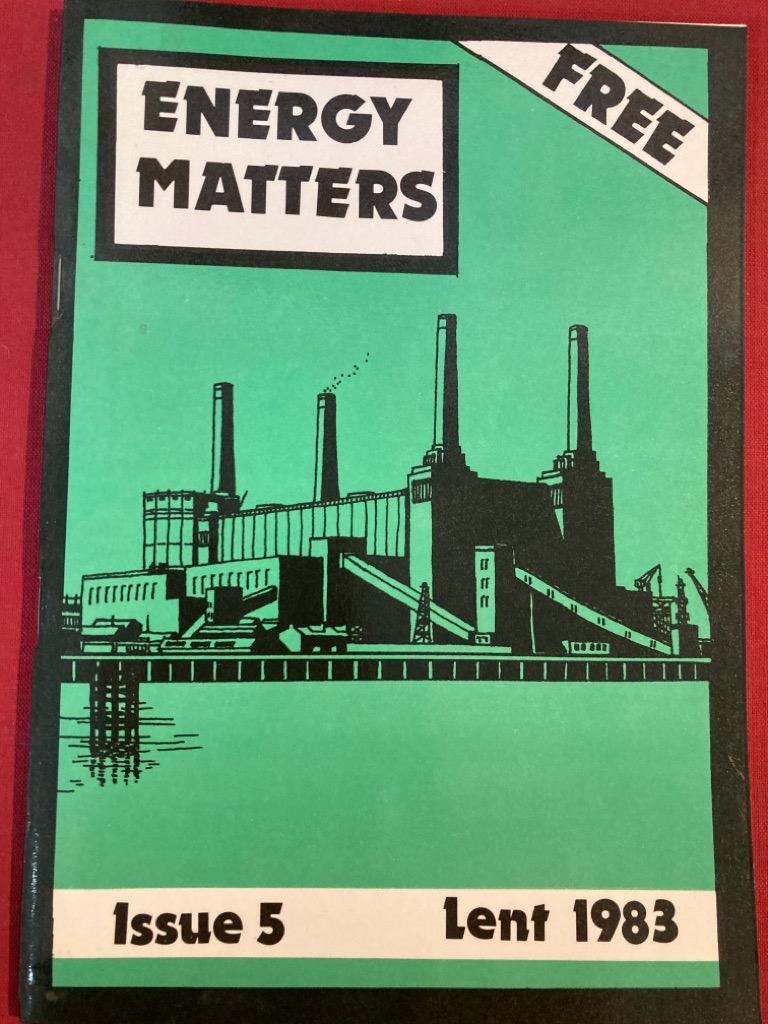 ENERGY
MATTERS
FREE
Issue 5
Lent 1983